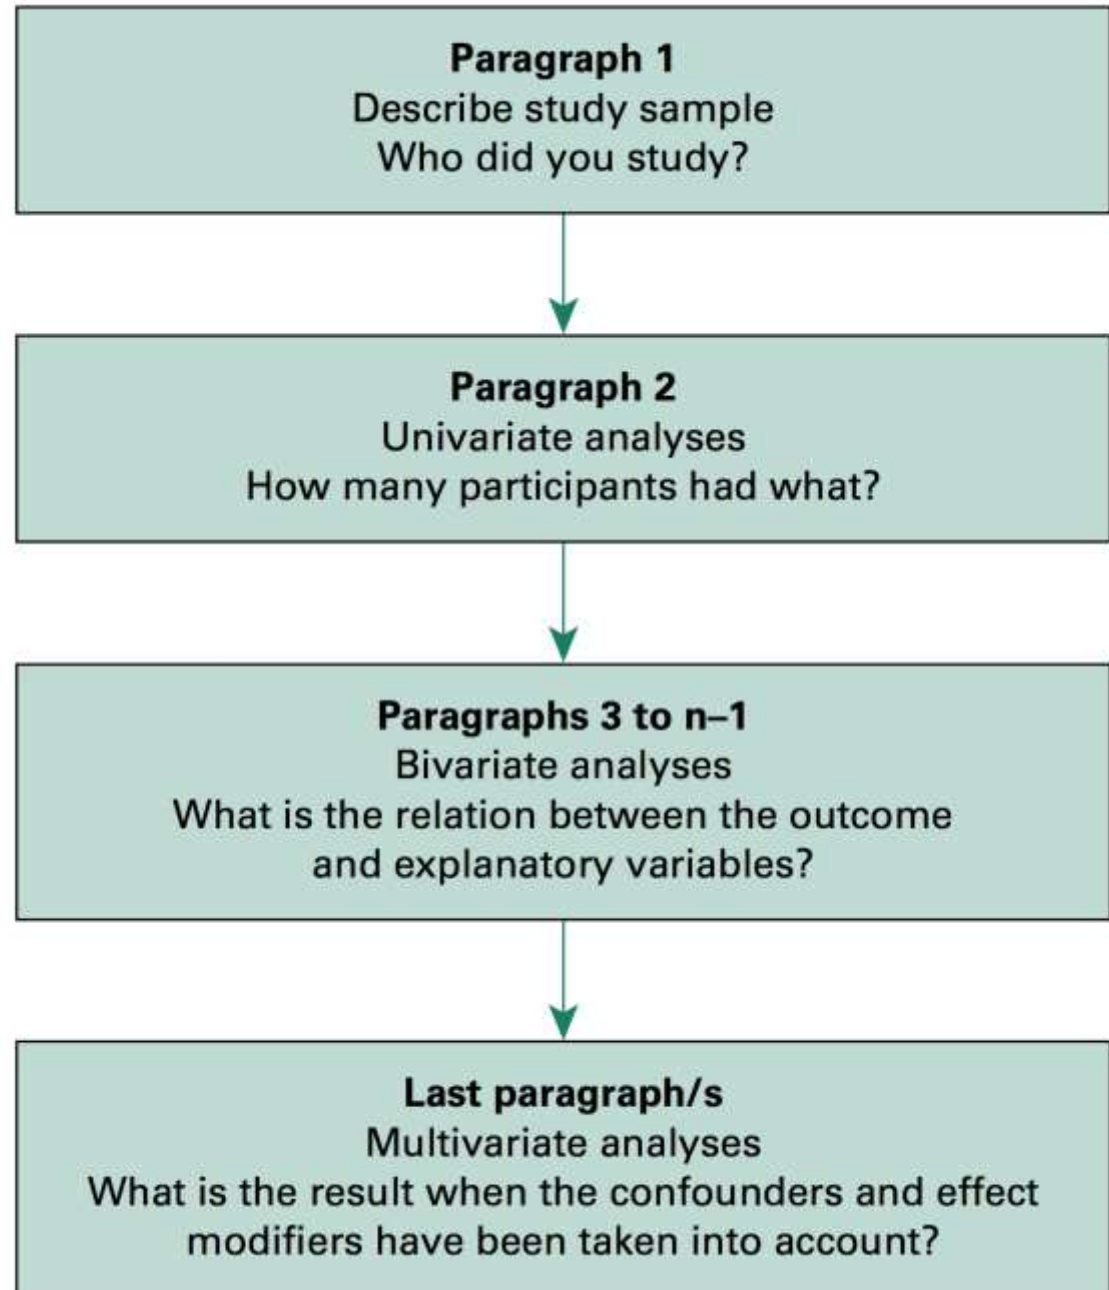 Paragraph 1
Describe study sample
Who did you study?
Paragraph 2
Univariate analyses
How many participants had what?
Paragraphs 3 to n–1
Bivariate analyses
What is the relation between the outcome
and explanatory variables?
Last paragraph/s
Multivariate analyses
What is the result when the confounders and effect
modifiers have been taken into account?